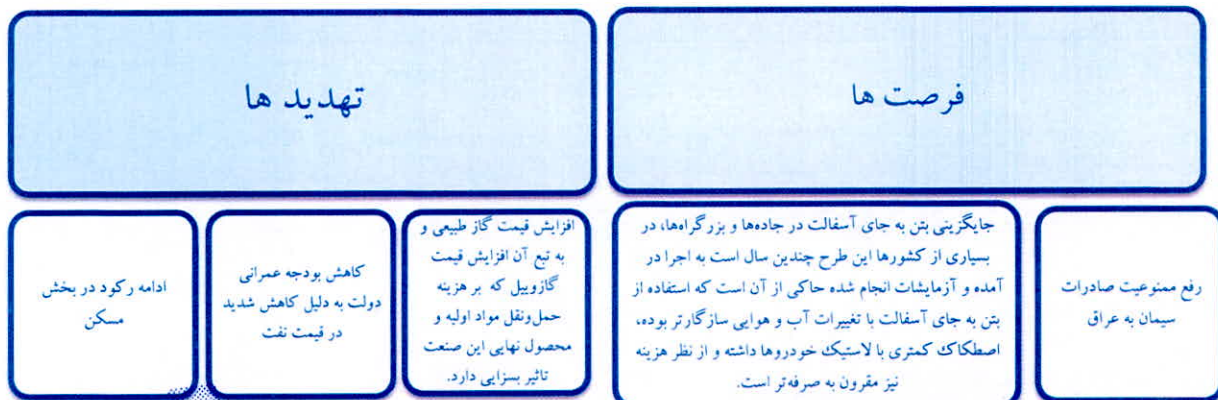 فرصت ها
تهدید ها
رفع ممنوعیت صادرات
سیمان به عراق
جایگزینی بتن به جای آسفالت در جاده‌ها و بزرگراه‌ها، در
بسیاری از کشورها این طرح چندین سال است به اجرا در
آمده و آزمایشات انجام شده حاکی از آن است که استفاده از
بتن به جای آسفالت با تغییرات آب و هوایی سازگارتر بوده،
اصطکاک کمتری با لاستیک خودروها داشته و از نظر هزینه
نیز مقرون به صرفه‌تر است.
افزایش قیمت گاز طبیعی و
به تبع آن افزایش قیمت
گازوییل که بر هزینه
حمل‌ونقل مواد اولیه و
محصول نهایی این صنعت
تاثیر بسزایی دارد.
کاهش بودجه عمرانی
دولت به دلیل کاهش شدید
در قیمت نفت
ادامه رکود در بخش
مسکن